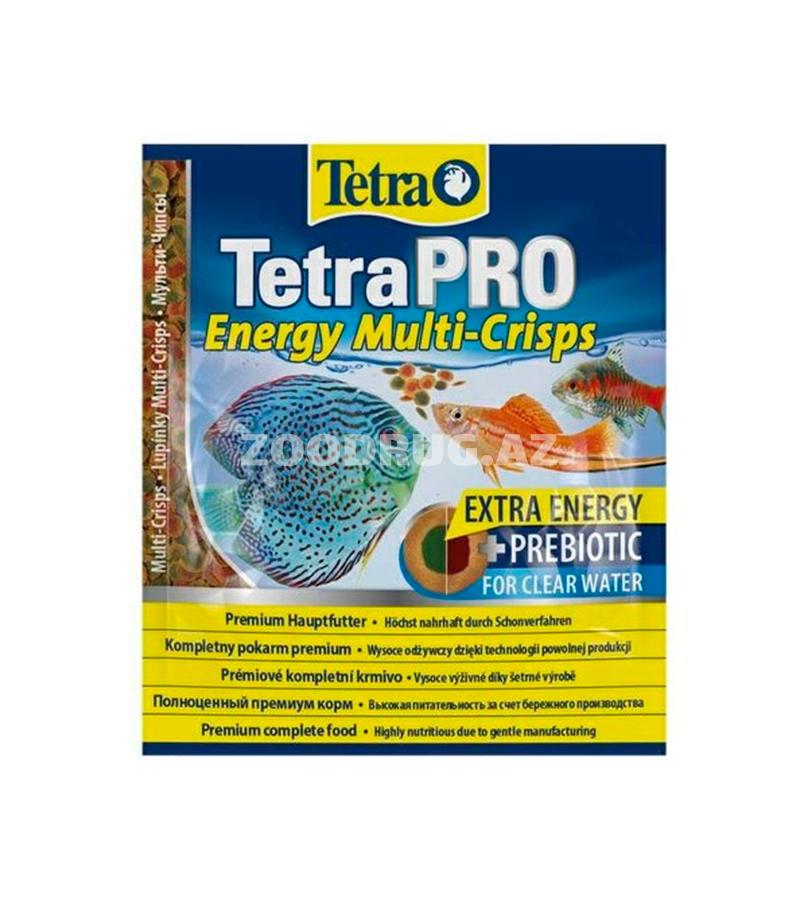 Tetra
TetraPRO
Energy Multi-Crisps
Multi-Crisps • Łupinky Multi-Crisps • Мульти-Чипсы
ZOODRUG.AZ
EXTRA ENERGY
+PREBIOTIC
FOR CLEAR WATER
Premium Hauptfutter • Höchst nahrhaft durch Schonverfahren
Kompletny pokarm premium • Wysoce odżywczy dzięki technologii powolnej produkcji
Prémiové kompletní krmivo • Vysoce výživné díky šetrné výrobě
Полноценный премиум корм • Высокая питательность за счет бережного производства
Premium complete food • Highly nutritious due to gentle manufacturing